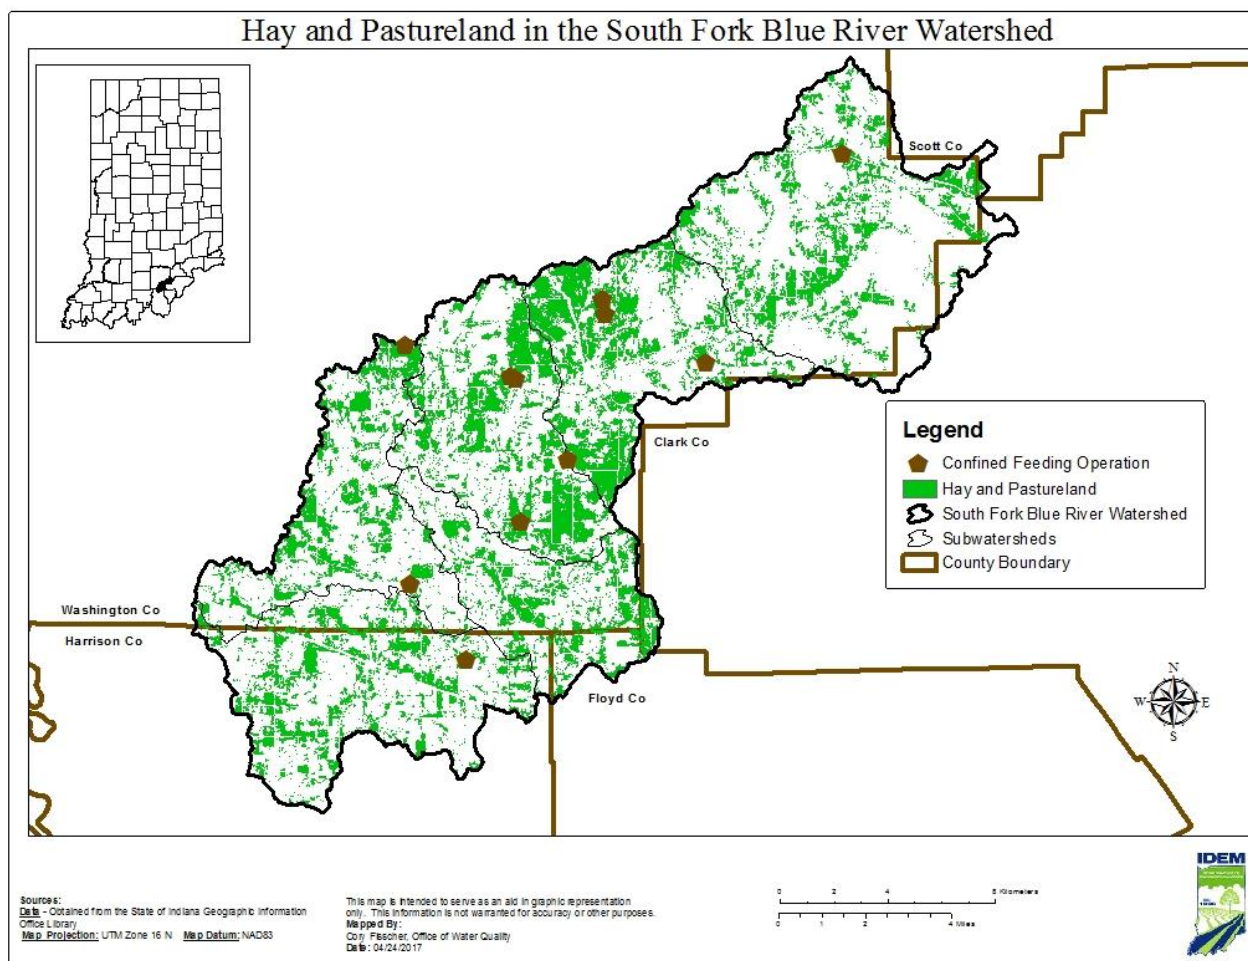 Hay and Pastureland in the South Fork Blue River Watershed
Scott Co
Clark Co
Legend
Confined Feeding Operation
Hay and Pastureland
South Fork Blue River Watershed
Subwatersheds
County Boundary
Washington Co
Harrison Co
Floyd Co
N
W E
S
IDEM
Sources:
Data - Obtained from the State of Indiana Geographic Information
Office Library
Map Projection: UTM Zone 16 N Map Datum: NAD83
This map is intended to serve as an aid in graphic representation
only. This information is not warranted for accuracy or other purposes.
Mapped By:
Cory Fisscher, Office of Water Quality
Date: 04/24/2017
0 2 4 8 Kilometers
0 1 2 4 Miles